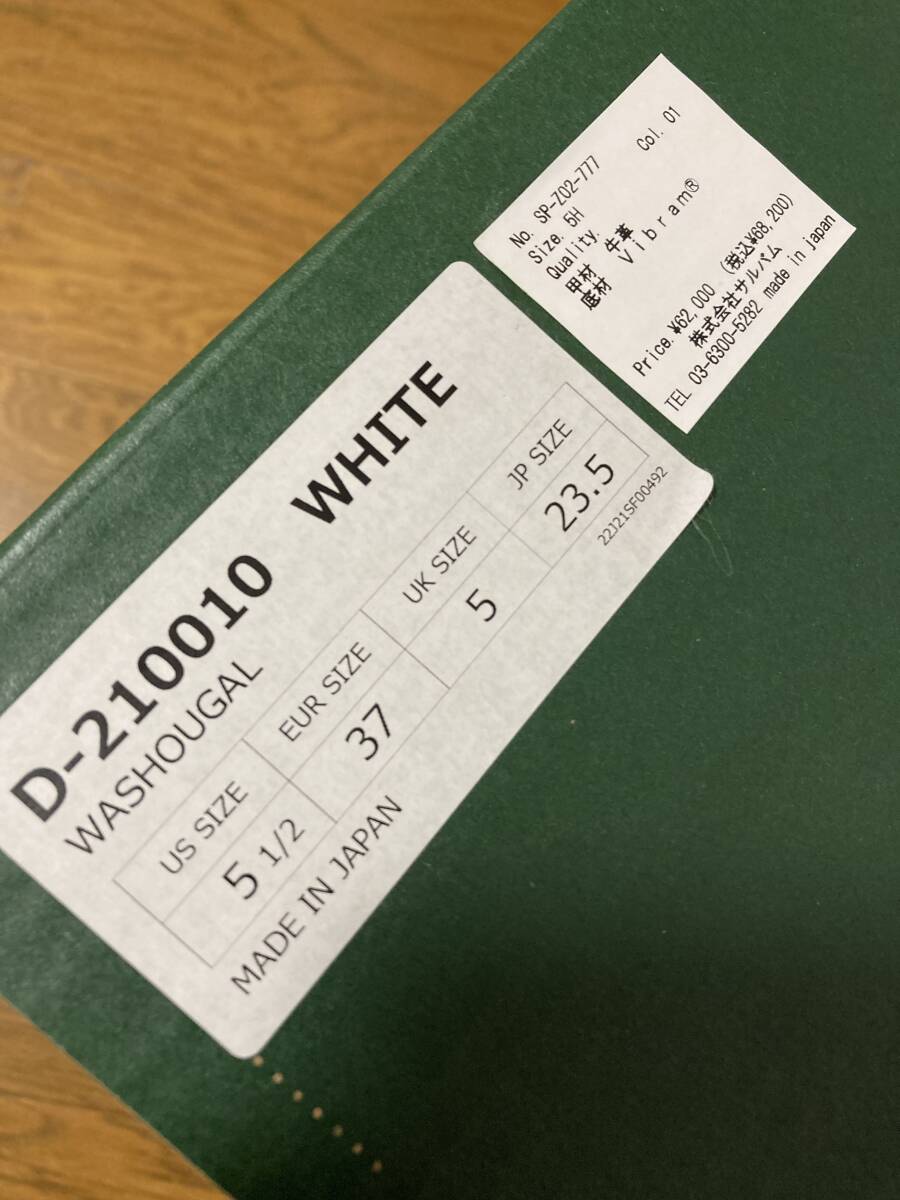 No. SP-Z02-777 Col. 01
Size. 5H
Quality.
甲材 牛革
底材 Vibram®
Price.¥62,000 (税込¥68,200)
株式会社サルバム
TEL 03-6300-5282 made in japan
D-210010 WHITE
WASHOUGAL
US SIZE EUR SIZE UK SIZE JP SIZE
5 1/2 37 5 23.5
MADE IN JAPAN
22J21SF00492